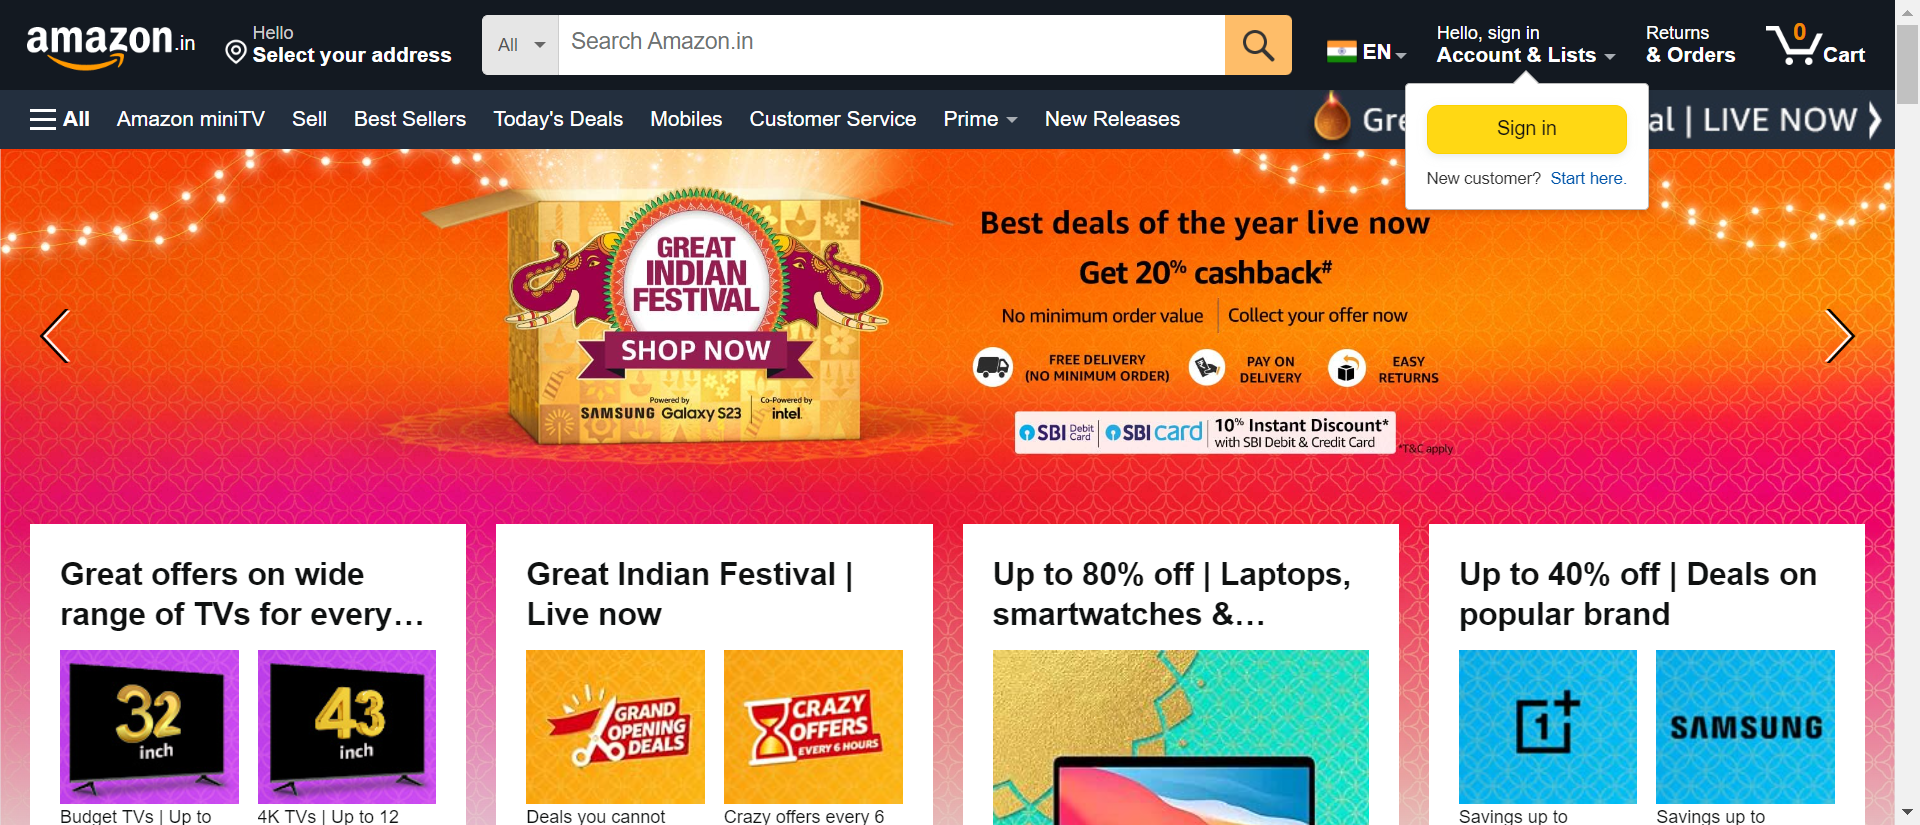 amazon.in
Hello
Select your address
All
Search Amazon.in
EN
Hello, sign in
Account & Lists
Returns
& Orders
0
Cart
All
Amazon miniTV
Sell
Best Sellers
Today's Deals
Mobiles
Customer Service
Prime
New Releases
Gre
al | LIVE NOW
Sign in
New customer? Start here.
GREAT
INDIAN
FESTIVAL
SHOP NOW
Powered by
SAMSUNG Galaxy S23
Co-Powered by
intel.
Best deals of the year live now
Get 20% cashback#
No minimum order value | Collect your offer now
FREE DELIVERY
(NO MINIMUM ORDER)
PAY ON
DELIVERY
EASY
RETURNS
SBI Debit Card | SBI card | 10% Instant Discount*
with SBI Debit & Credit Card
*T&C apply
Great offers on wide
range of TVs for every…
32
inch
43
inch
Budget TVs | Up to
4K TVs | Up to 12
Great Indian Festival |
Live now
GRAND
OPENING
DEALS
CRAZY
OFFERS
EVERY 6 HOURS
Deals you cannot
Crazy offers every 6
Up to 80% off | Laptops,
smartwatches &…
Up to 40% off | Deals on
popular brand
1+
SAMSUNG
Savings up to
Savings up to